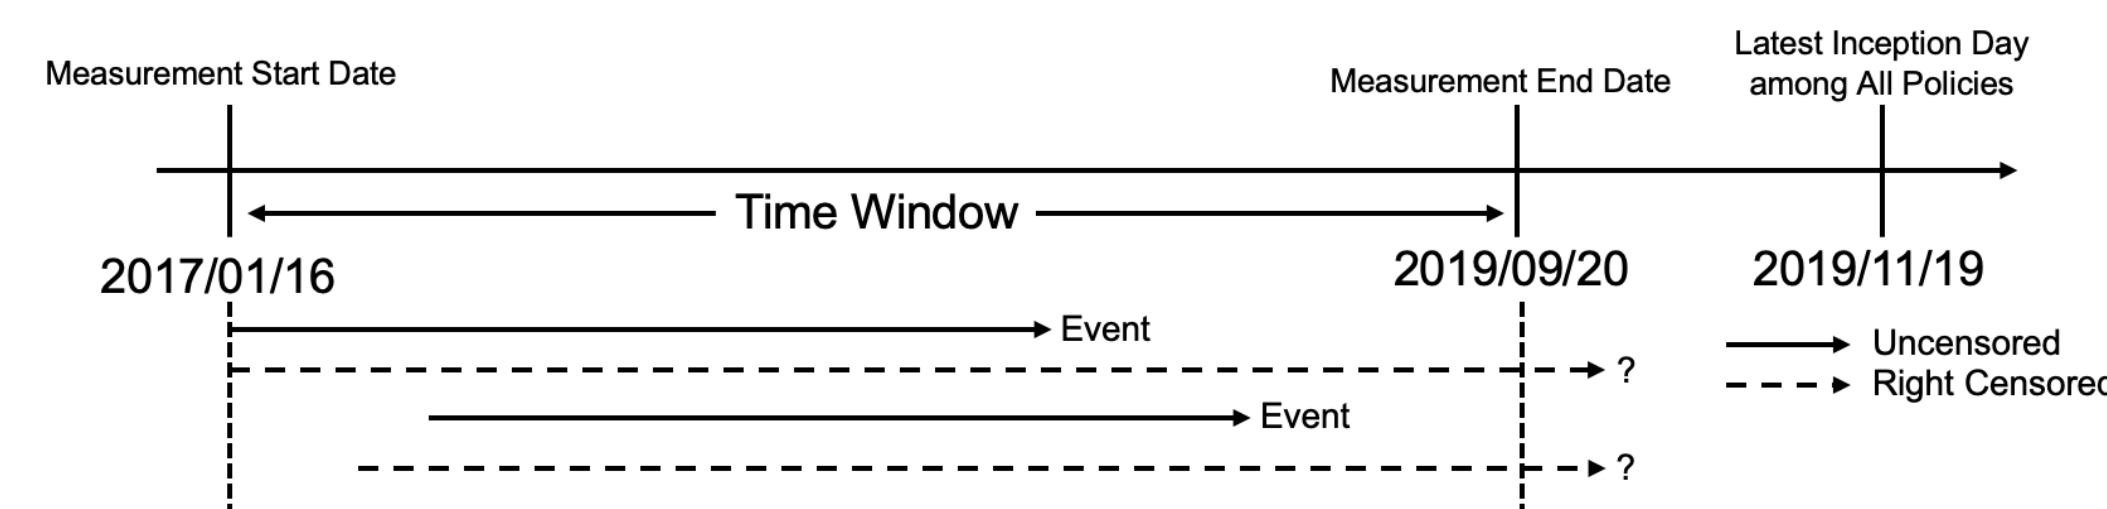 Measurement Start Date
Measurement End Date
Latest Inception Day
among All Policies
Time Window
2017/01/16
2019/09/20
2019/11/19
Event
?
Event
?
Uncensored
Right Censored